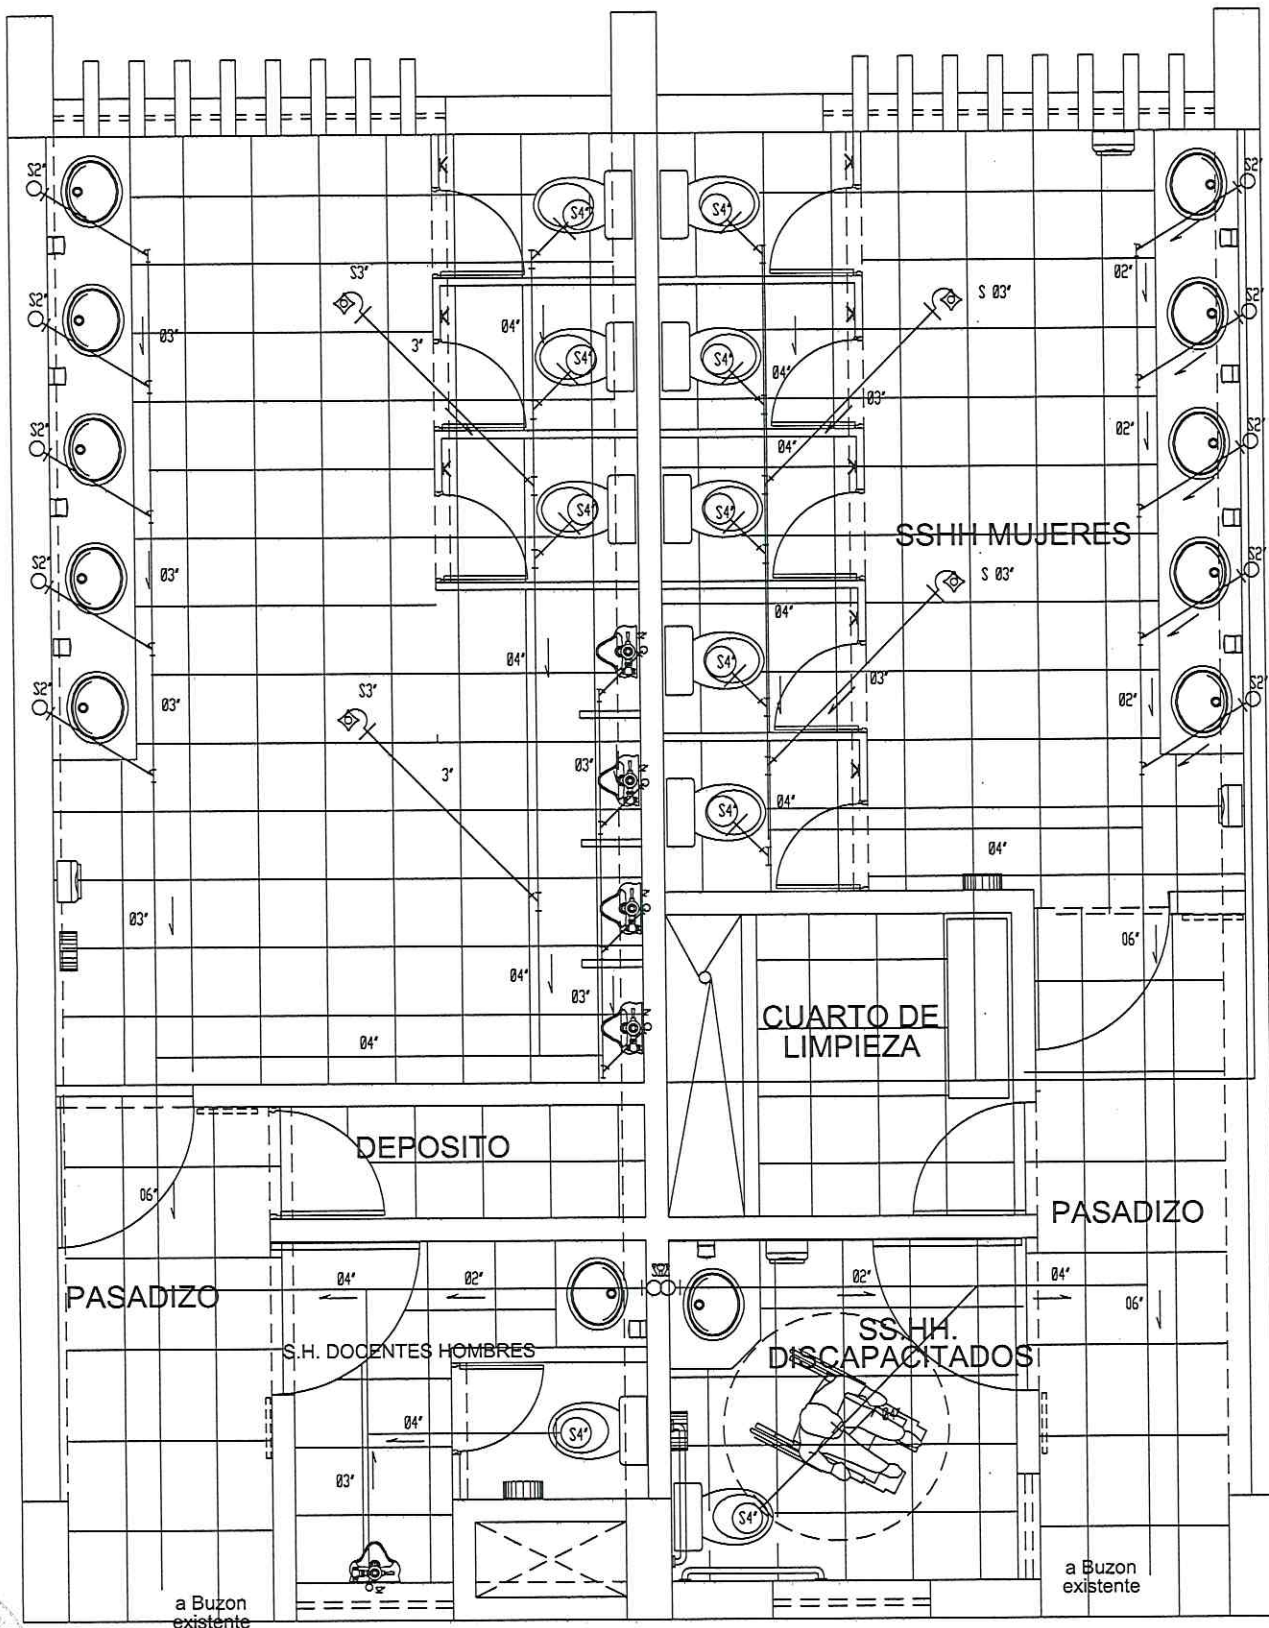 S2"
S2"
S4"
S4"
S2"
S3"
S 03"
02"
S2"
S2"
03"
3"
04"
S4"
S4"
04"
03"
S2"
S2"
04"
02"
S4"
S4"
SSHH MUJERES
S2"
03"
S 03"
S2"
04"
04"
S4"
S2"
03"
S3"
03"
02"
S2"
3"
03"
04"
S4"
04"
03"
04"
03"
06"
CUARTO DE
LIMPIEZA
04"
DEPOSITO
06"
PASADIZO
PASADIZO
04"
02"
02"
04"
06"
S.H. DOCENTES HOMBRES
SS.HH.
DISCAPACITADOS
04"
04"
S4"
03"
S4"
a Buzon
existente
a Buzon
existente